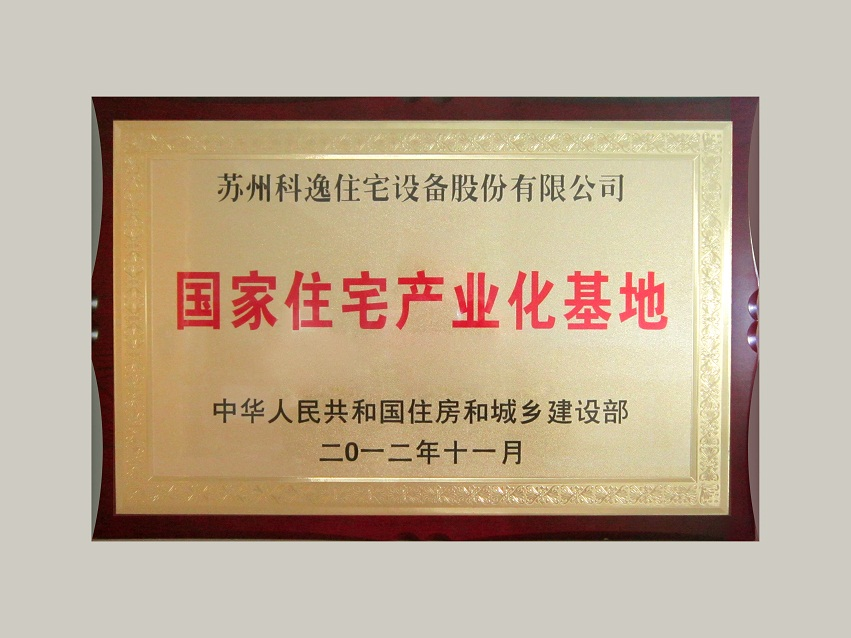 苏州科逸住宅设备股份有限公司
国家住宅产业化基地
中华人民共和国住房和城乡建设部
二0一二年十一月